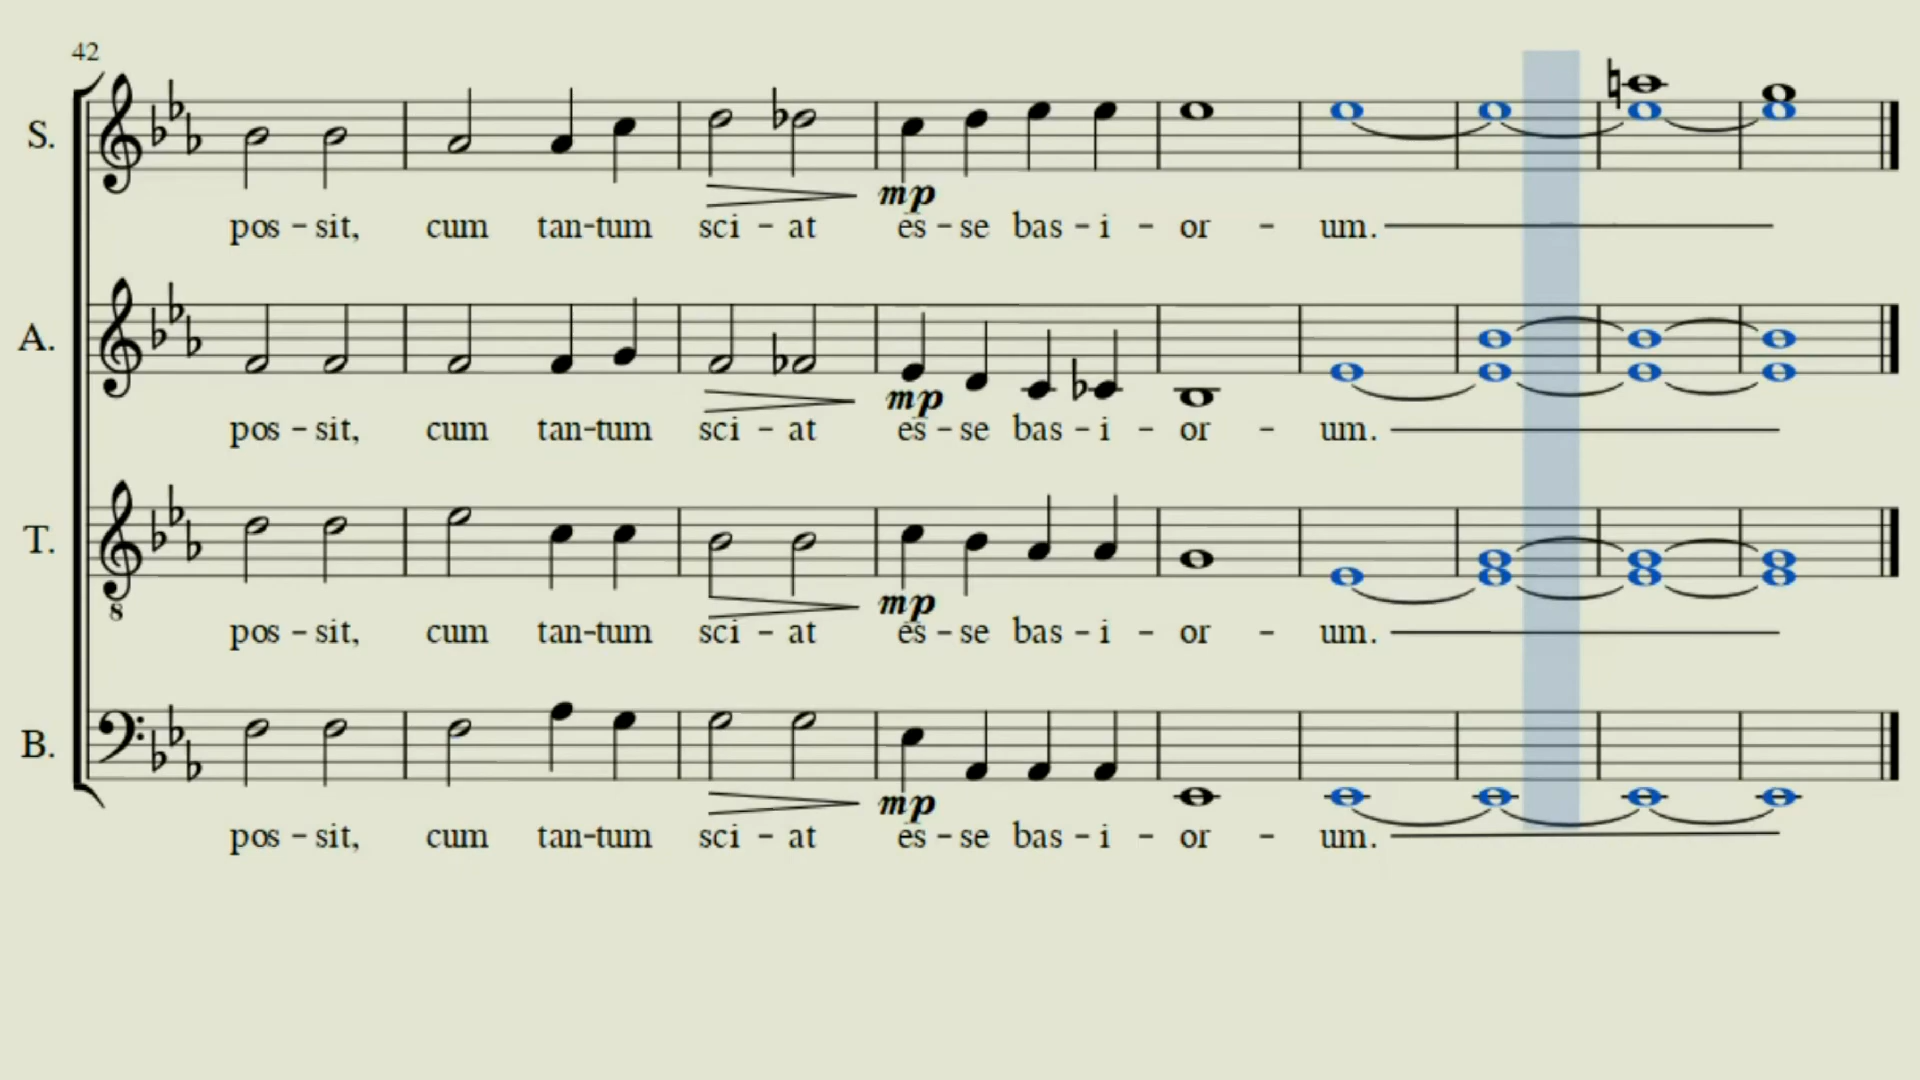 42
S.
mp
pos - sit, cum tan-tum sci - at es - se bas - i - or - um.
A.
mp
pos - sit, cum tan-tum sci - at es - se bas - i - or - um.
T.
8
mp
pos - sit, cum tan-tum sci - at es - se bas - i - or - um.
B.
mp
pos - sit, cum tan-tum sci - at es - se bas - i - or - um.